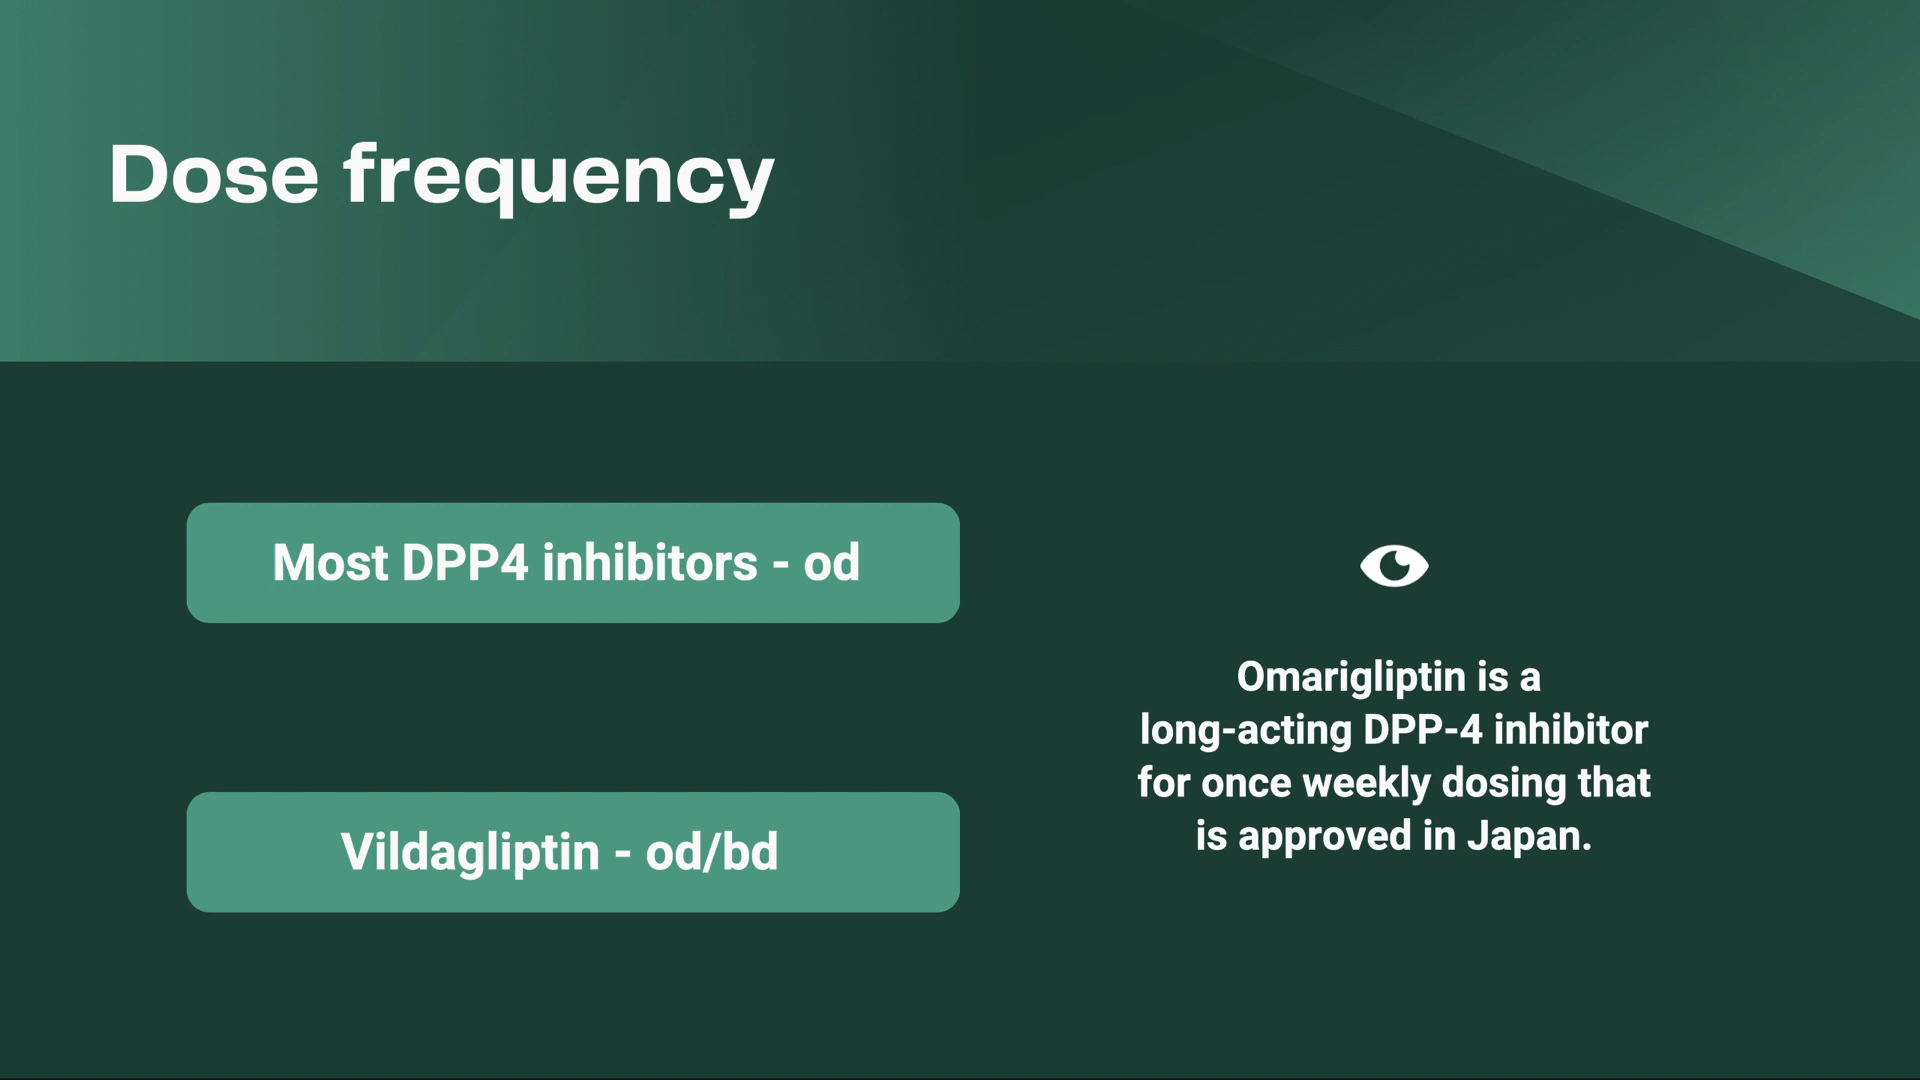 Dose frequency
Most DPP4 inhibitors - od
Vildagliptin - od/bd
Omarigliptin is a
long-acting DPP-4 inhibitor
for once weekly dosing that
is approved in Japan.